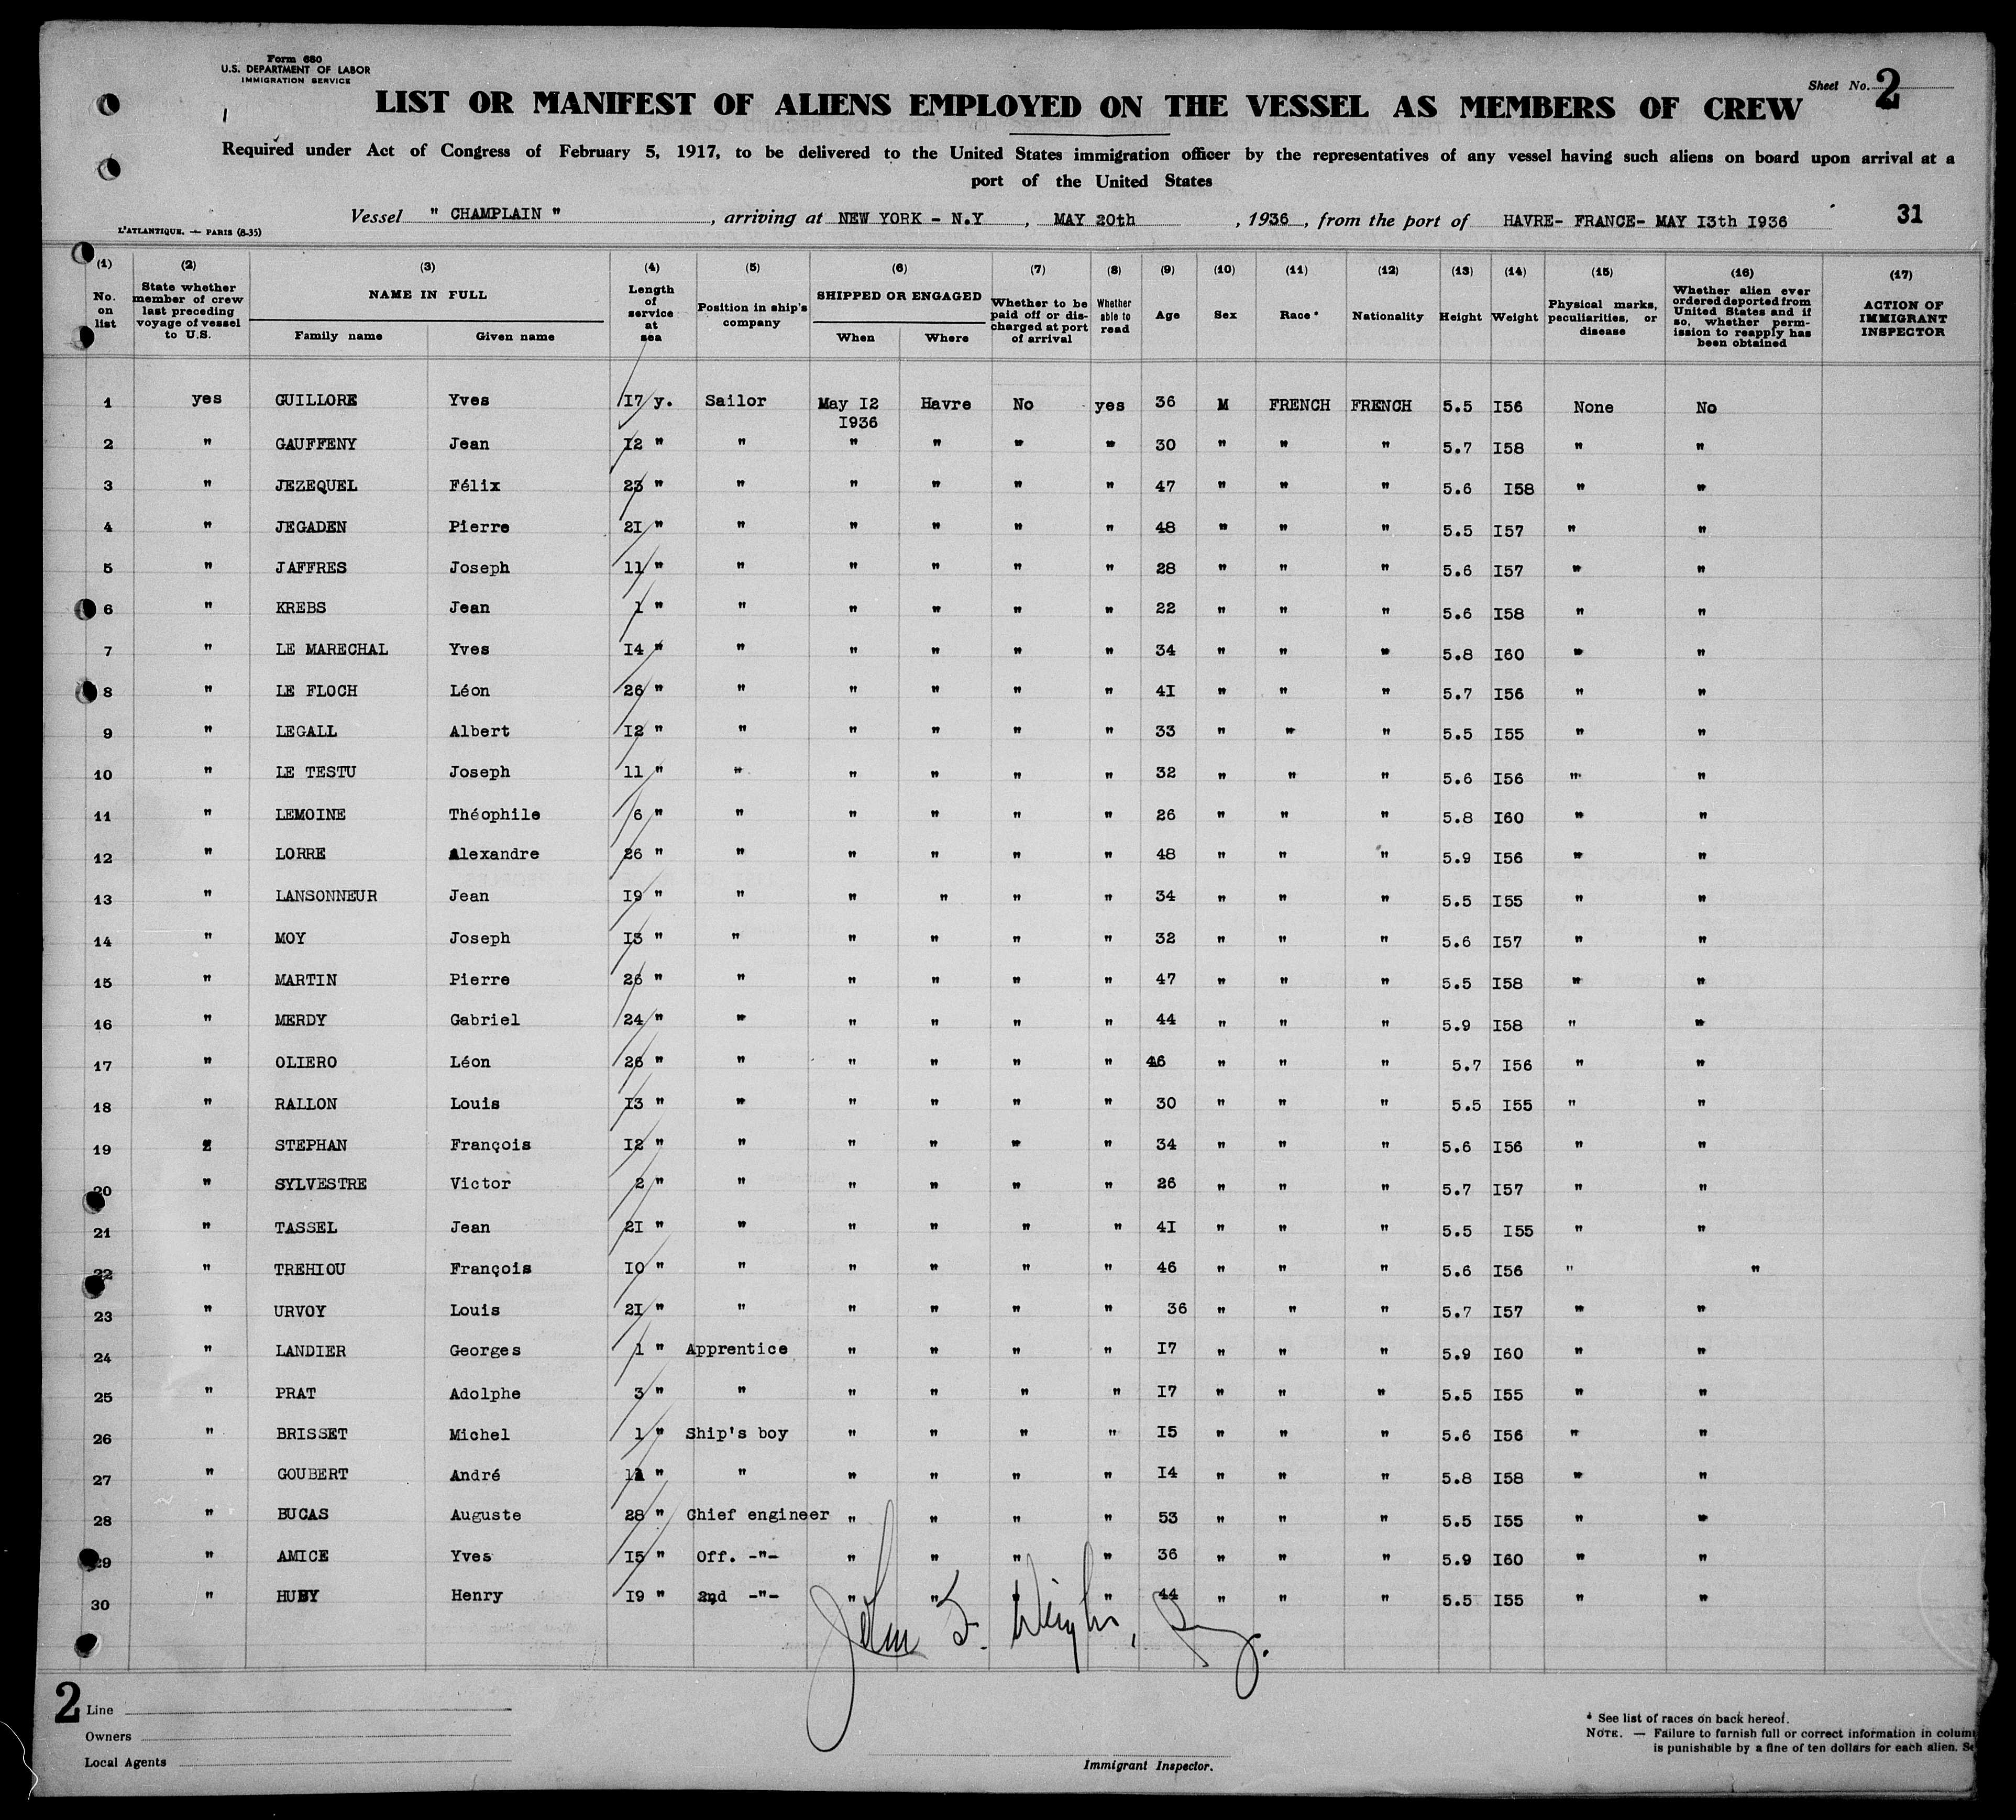 Form 680
U.S. DEPARTMENT OF LABOR
IMMIGRATION SERVICE
Sheet No. 2
LIST OR MANIFEST OF ALIENS EMPLOYED ON THE VESSEL AS MEMBERS OF CREW
Required under Act of Congress of February 5, 1917, to be delivered to the United States immigration officer by the representatives of any vessel having such aliens on board upon arrival at a
port of the United States
Vessel " CHAMPLAIN " , arriving at NEW YORK - N.Y , MAY 20th , 1936 , from the port of HAVRE- FRANCE- MAY I3th I936 31
L'ATLANTIQUE. — PARIS (8-35)
(1) (2) (3) (4) (5) (6) (7) (8) (9) (10) (11) (12) (13) (14) (15) (16) (17)
No. on list State whether member of crew last preceding voyage of vessel to U.S. NAME IN FULL Family name Given name Length of service at sea Position in ship's company SHIPPED OR ENGAGED When Where Whether to be paid off or discharged at port of arrival Whether able to read Age Sex Race * Nationality Height Weight Physical marks, peculiarities, or disease Whether alien ever ordered deported from United States and if so, whether permission to reapply has been obtained ACTION OF IMMIGRANT INSPECTOR
1 yes GUILLORE Yves I7 y. Sailor May I2 I936 Havre No yes 36 M FRENCH FRENCH 5.5 I56 None No
2 " GAUFFENY Jean I2 " " " " " " 30 " " " 5.7 I58 " "
3 " JEZEQUEL Félix 23 " " " " " " 47 " " " 5.6 I58 " "
4 " JEGADEN Pierre 2I " " " " " " 48 " " " 5.5 I57 " "
5 " JAFFRES Joseph 11 " " " " " " 28 " " " 5.6 I57 " "
6 " KREBS Jean 1 " " " " " " 22 " " " 5.6 I58 " "
7 " LE MARECHAL Yves I4 " " " " " " 34 " " " 5.8 I60 " "
8 " LE FLOCH Léon 26 " " " " " " 4I " " " 5.7 I56 " "
9 " LEGALL Albert I2 " " " " " " 33 " " " 5.5 I55 " "
10 " LE TESTU Joseph 11 " " " " " " 32 " " " 5.6 I56 " "
11 " LEMOINE Théophile 6 " " " " " " 26 " " " 5.8 I60 " "
12 " LORRE Alexandre 26 " " " " " " 48 " " " 5.9 I56 " "
13 " LANSONNEUR Jean I9 " " " " " " 34 " " " 5.5 I55 " "
14 " MOY Joseph I3 " " " " " " 32 " " " 5.6 I57 " "
15 " MARTIN Pierre 26 " " " " " " 47 " " " 5.5 I58 " "
16 " MERDY Gabriel 24 " " " " " " 44 " " " 5.9 I58 " "
17 " OLIERO Léon 26 " " " " " " 46 " " " 5.7 I56 " "
18 " RALLON Louis I3 " " " " " " 30 " " " 5.5 I55 " "
19 " STEPHAN François I2 " " " " " " 34 " " " 5.6 I56 " "
20 " SYLVESTRE Victor 2 " " " " " " 26 " " " 5.7 I57 " "
21 " TASSEL Jean 2I " " " " " " 4I " " " 5.5 I55 " "
22 " TREHIOU François I0 " " " " " " 46 " " " 5.6 I56 " "
23 " URVOY Louis 2I " " " " " " 36 " " " 5.7 I57 " "
24 " LANDIER Georges 1 " Apprentice " " " " I7 " " " 5.9 I60 " "
25 " PRAT Adolphe 3 " " " " " " I7 " " " 5.5 I55 " "
26 " BRISSET Michel 1 " Ship's boy " " " " I5 " " " 5.6 I56 " "
27 " GOUBERT André " " " " " " I4 " " " 5.8 I58 " "
28 " BUCAS Auguste 28 " Chief engineer " " " " 53 " " " 5.5 I55 " "
29 " AMICE Yves I5 " Off. -"- " " " " 36 " " " 5.9 I60 " "
30 " HUBY Henry I9 " 2nd -"- " " " " 44 " " " 5.5 I55 " "
John
2 Line
Owners
Local Agents
Immigrant Inspector.
* See list of races on back hereof.
NOTE. — Failure to furnish full or correct information in
is punishable by a fine of ten dollars for each alien.